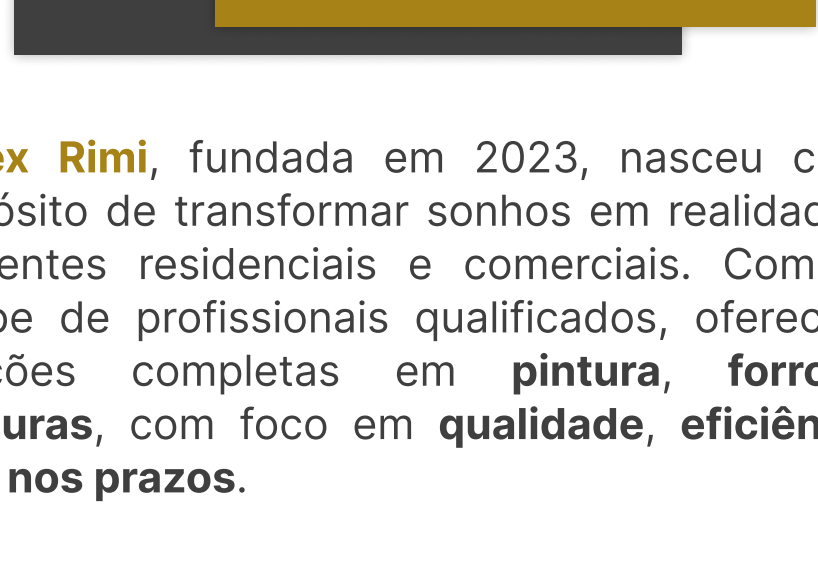 ex Rimi, fundada em 2023, nasceu c
ósito de transformar sonhos em realidad
entes residenciais e comerciais. Com
pe de profissionais qualificados, oferec
ções completas em pintura, forro
uras, com foco em qualidade, eficiên
nos prazos.